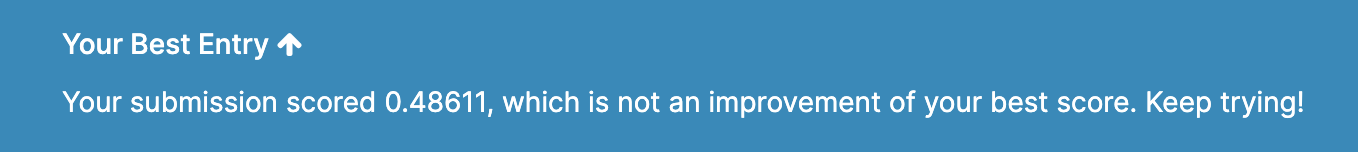 Your Best Entry
Your submission scored 0.48611, which is not an improvement of your best score. Keep trying!